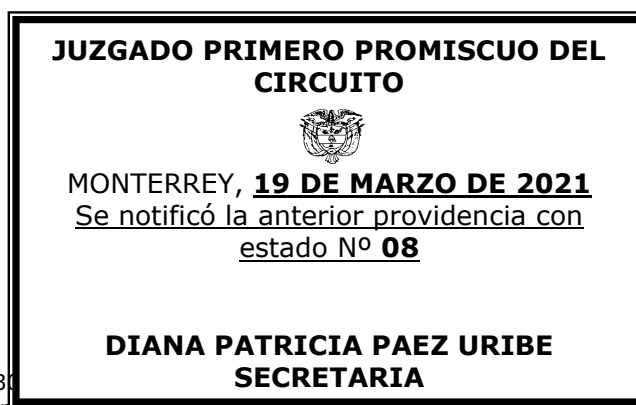 JUZGADO PRIMERO PROMISCUO DEL
CIRCUITO
MONTERREY, 19 DE MARZO DE 2021
Se notificó la anterior providencia con
estado Nº 08
DIANA PATRICIA PAEZ URIBE
SECRETARIA